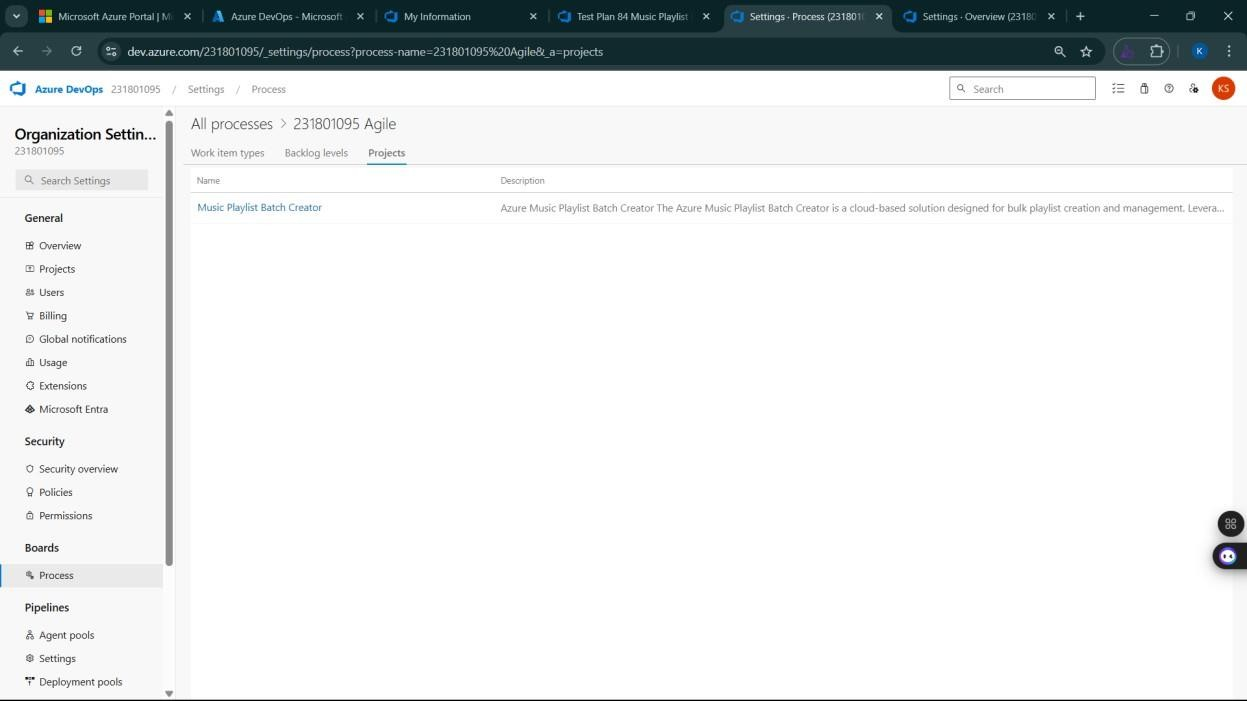 Microsoft Azure Portal | Mi
Azure DevOps - Microsoft
My Information
Test Plan 84 Music Playlist
Settings · Process (2318010
Settings · Overview (23180
dev.azure.com/231801095/_settings/process?process-name=231801095%20Agile&_a=projects
K
Azure DevOps 231801095 / Settings / Process
Search
KS
Organization Settin...
231801095
Search Settings
General
Overview
Projects
Users
Billing
Global notifications
Usage
Extensions
Microsoft Entra
Security
Security overview
Policies
Permissions
Boards
Process
Pipelines
Agent pools
Settings
Deployment pools
All processes > 231801095 Agile
Work item types Backlog levels Projects
Name Description
Music Playlist Batch Creator Azure Music Playlist Batch Creator The Azure Music Playlist Batch Creator is a cloud-based solution designed for bulk playlist creation and management. Levera...